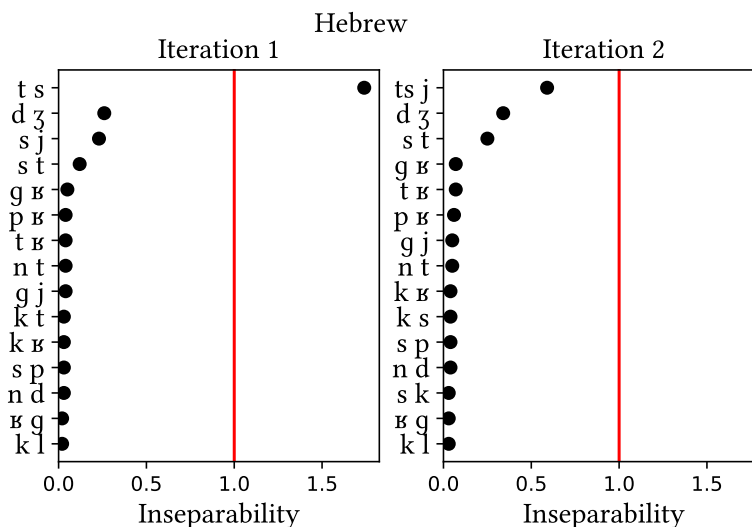 Hebrew
Iteration 1
t s
d ʒ
s j
s t
ɡ ʁ
p ʁ
t ʁ
n t
ɡ j
k t
k ʁ
s p
n d
ʁ ɡ
k l
0.0 0.5 1.0 1.5
Inseparability
Iteration 2
ts j
d ʒ
s t
ɡ ʁ
t ʁ
p ʁ
ɡ j
n t
k ʁ
k s
s p
n d
s k
ʁ ɡ
k l
0.0 0.5 1.0 1.5
Inseparability